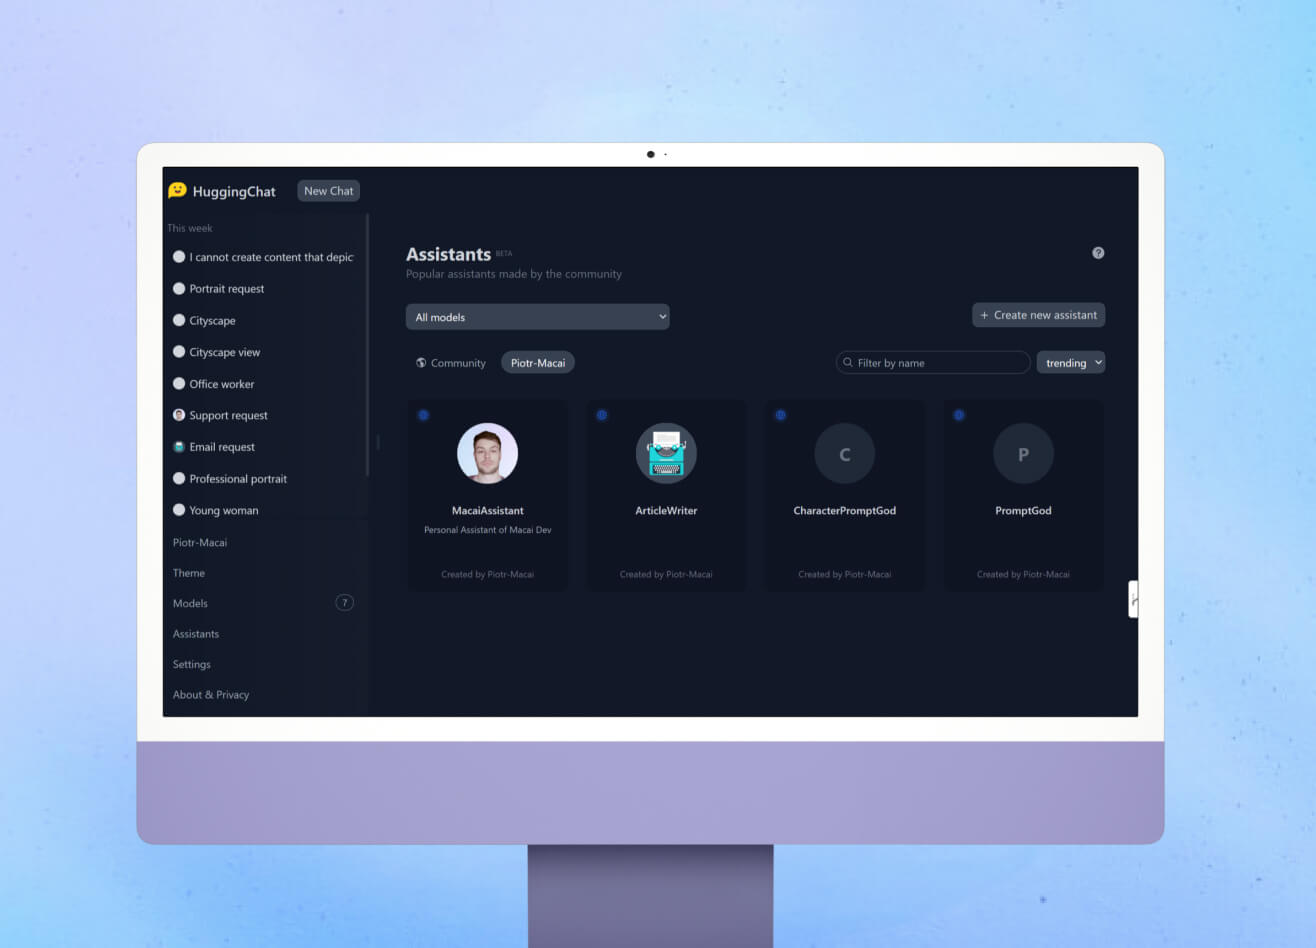 HuggingChat
New Chat
This week
I cannot create content that depic
Portrait request
Cityscape
Cityscape view
Office worker
Support request
Email request
Professional portrait
Young woman
Piotr-Macai
Theme
Models
?
Assistants
Settings
About & Privacy
Assistants BETA
?
Popular assistants made by the community
All models
+ Create new assistant
Community
Piotr-Macai
Filter by name
trending
MacaiAssistant
Personal Assistant of Macai Dev
Created by Piotr-Macai
ArticleWriter
Created by Piotr-Macai
C
CharacterPromptGod
Created by Piotr-Macai
P
PromptGod
Created by Piotr-Macai